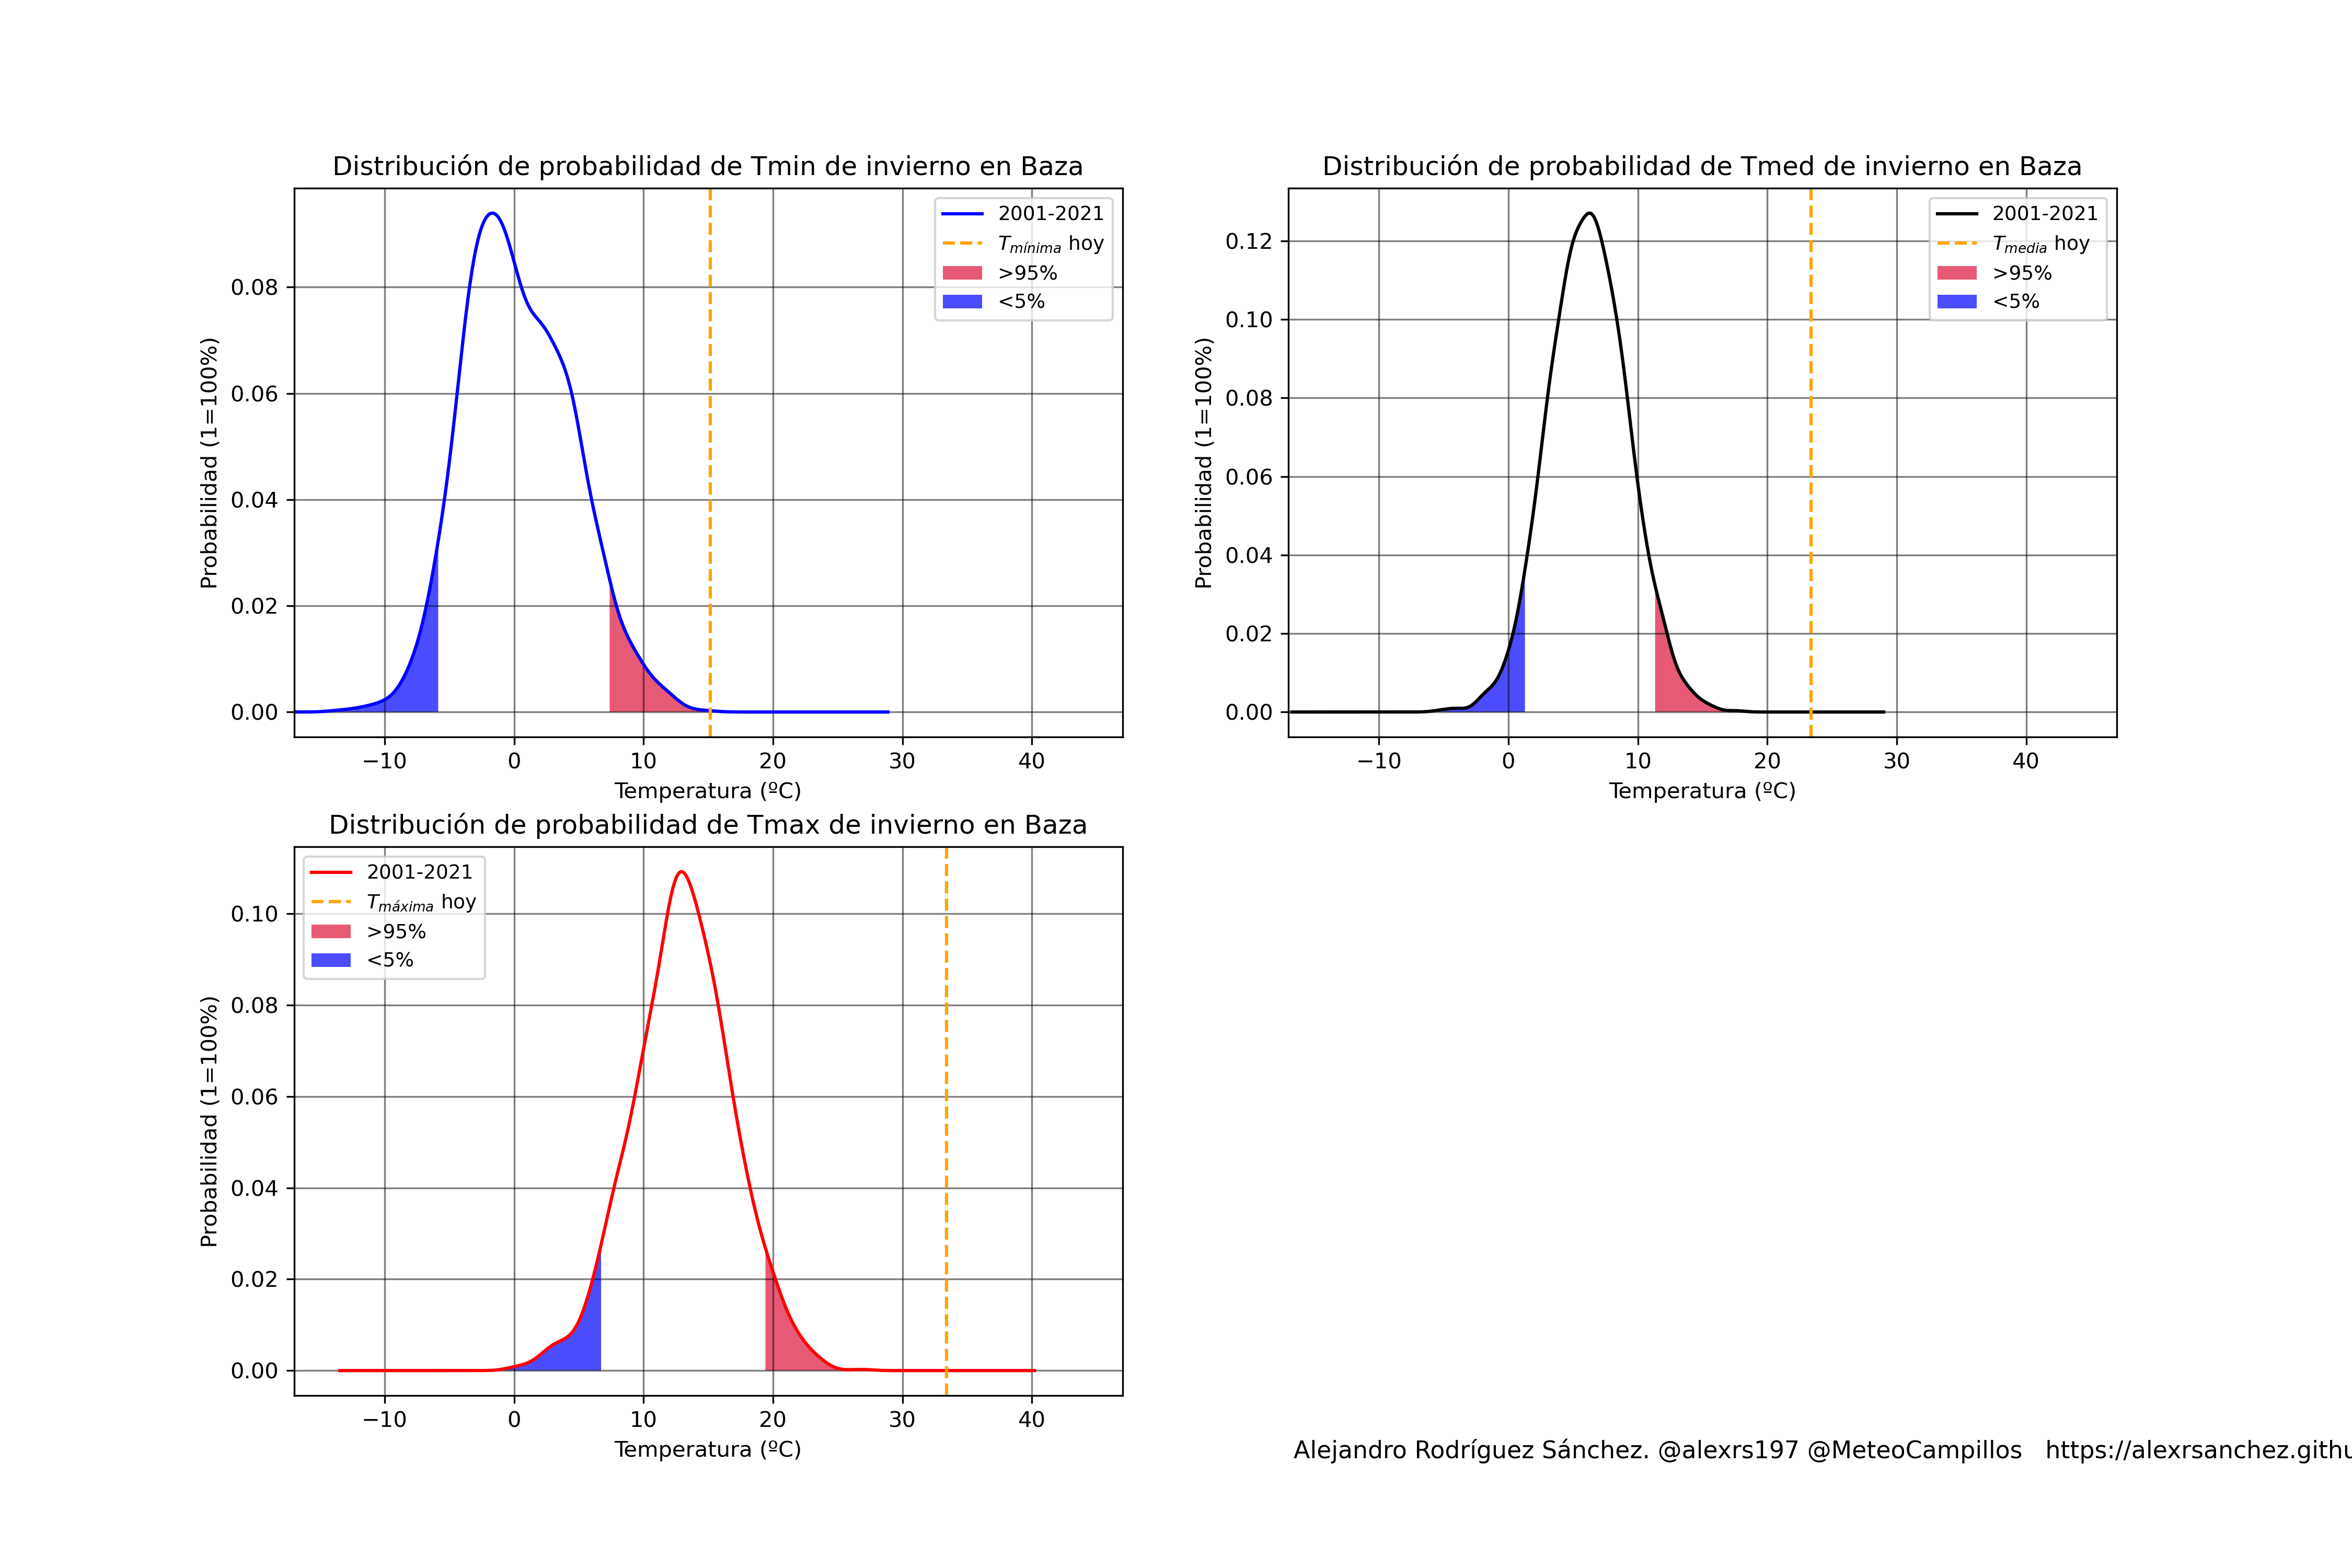 Distribución de probabilidad de Tmin de invierno en Baza
Probabilidad (1=100%)
0.08
0.06
0.04
0.02
0.00
2001-2021
Tmínima hoy
>95%
<5%
−10 0 10 20 30 40
Temperatura (ºC)
Distribución de probabilidad de Tmed de invierno en Baza
Probabilidad (1=100%)
0.12
0.10
0.08
0.06
0.04
0.02
0.00
2001-2021
Tmedia hoy
>95%
<5%
−10 0 10 20 30 40
Temperatura (ºC)
Distribución de probabilidad de Tmax de invierno en Baza
Probabilidad (1=100%)
0.10
0.08
0.06
0.04
0.02
0.00
2001-2021
Tmáxima hoy
>95%
<5%
−10 0 10 20 30 40
Temperatura (ºC)
Alejandro Rodríguez Sánchez. @alexrs197 @MeteoCampillos https://alexrsanchez.githu